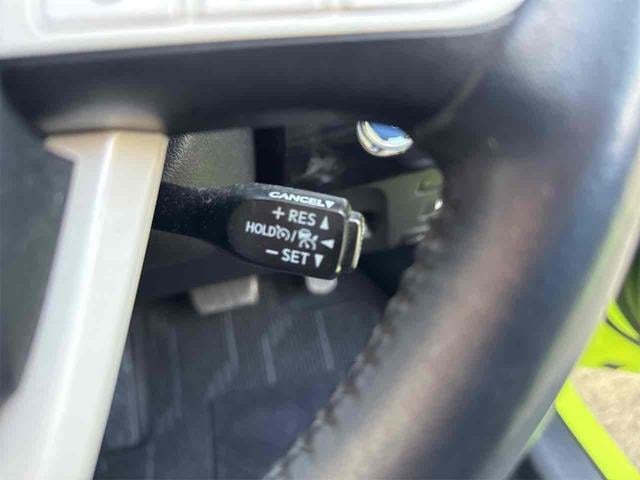 CANCEL▼
+RES▲
HOLD/◄
−SET▼